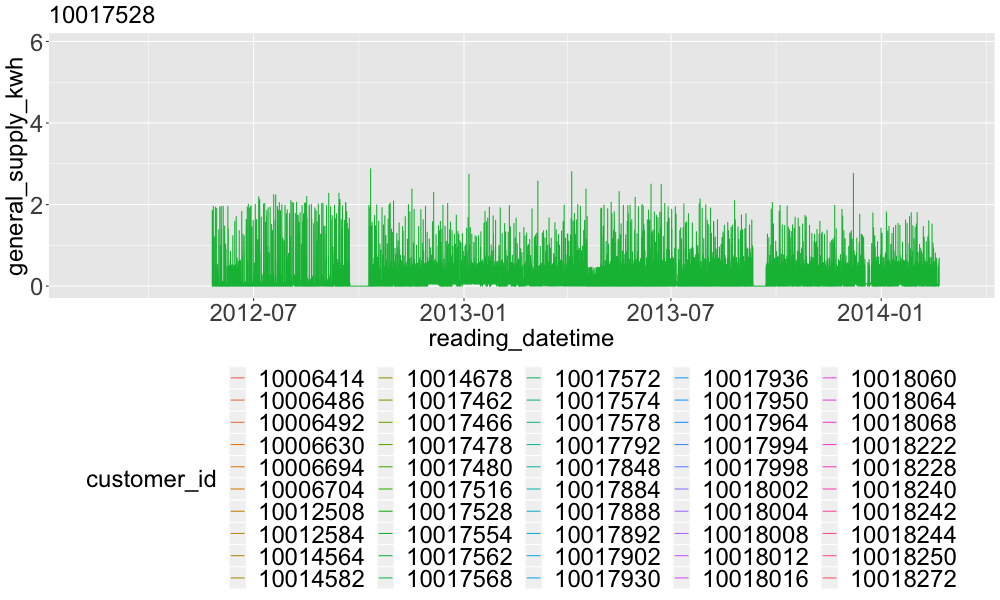 10017528
general_supply_kwh
6
4
2
0
2012-07 2013-01 2013-07 2014-01
reading_datetime
customer_id
10006414 10014678 10017572 10017936 10018060
10006486 10017462 10017574 10017950 10018064
10006492 10017466 10017578 10017964 10018068
10006630 10017478 10017792 10017994 10018222
10006694 10017480 10017848 10017998 10018228
10006704 10017516 10017884 10018002 10018240
10012508 10017528 10017888 10018004 10018242
10012584 10017554 10017892 10018008 10018244
10014564 10017562 10017902 10018012 10018250
10014582 10017568 10017930 10018016 10018272